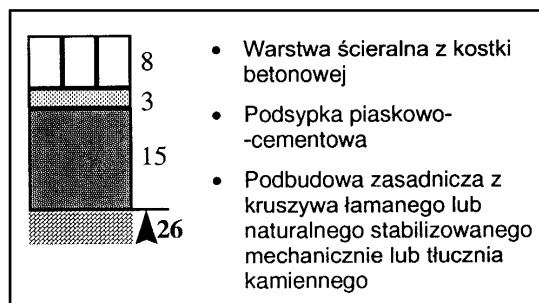 8
3
15
26
• Warstwa ścieralna z kostki
betonowej
• Podsypka piaskowo-
-cementowa
• Podbudowa zasadnicza z
kruszywa łamanego lub
naturalnego stabilizowanego
mechanicznie lub tłucznia
kamiennego